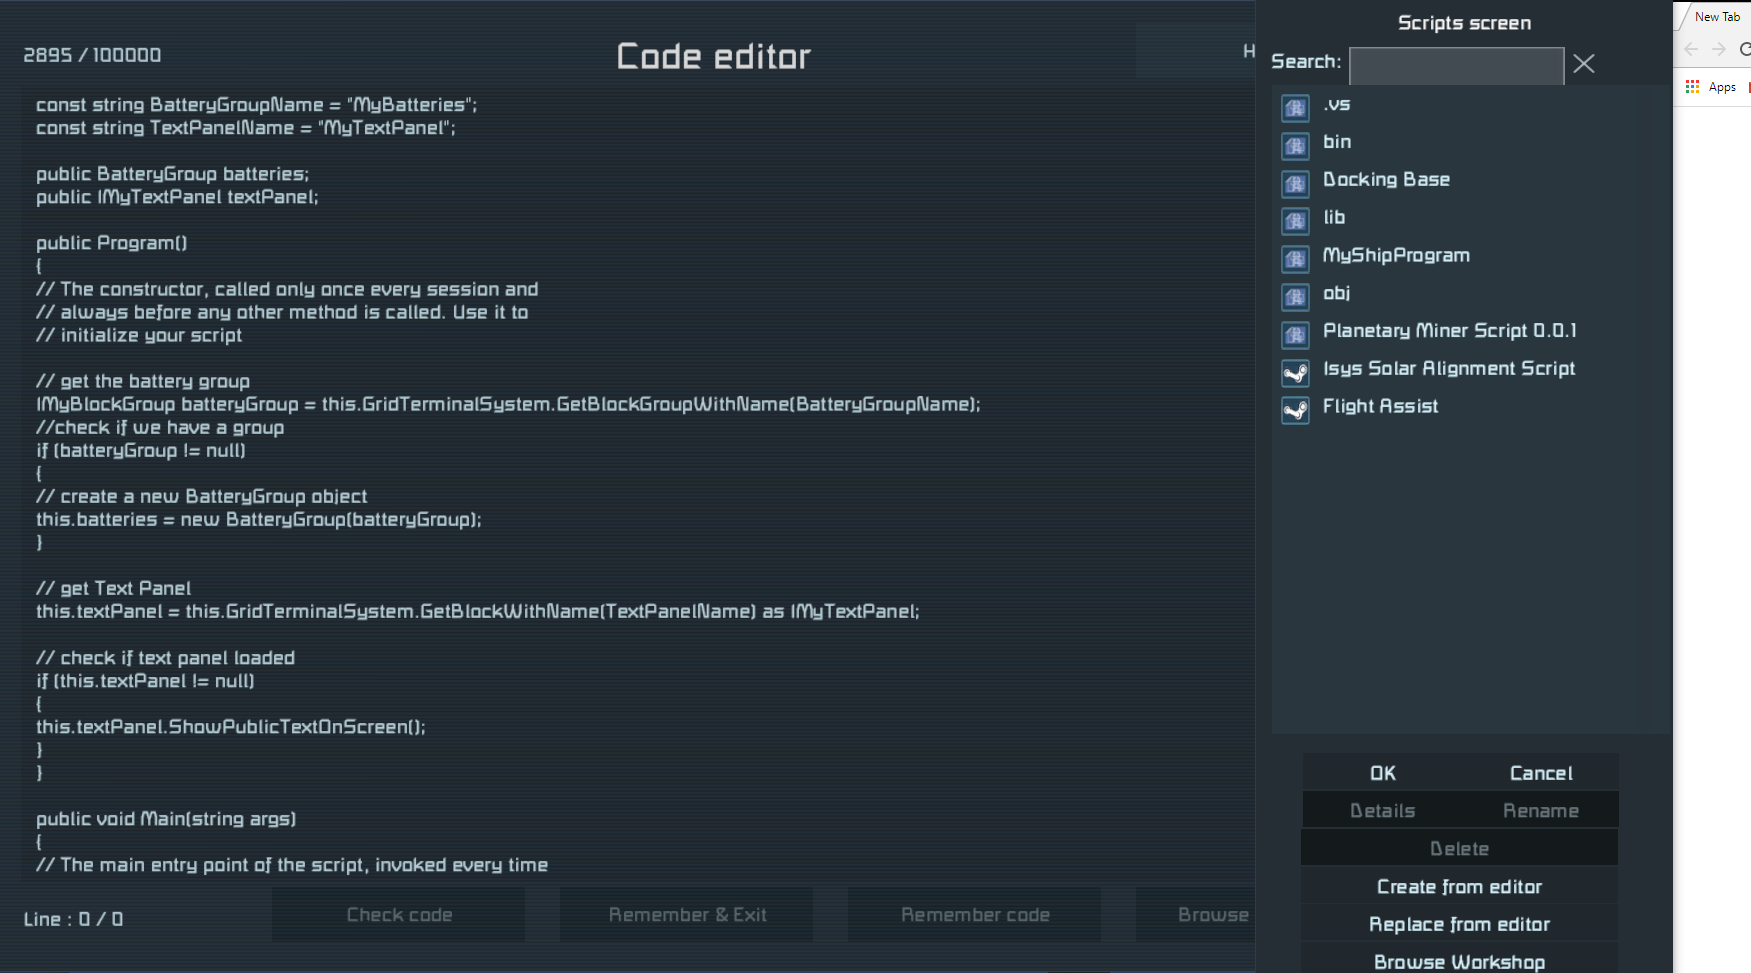 2895 / 100000
Code editor
H
const string BatteryGroupName = "MyBatteries";
const string TextPanelName = "MyTextPanel";
public BatteryGroup batteries;
public IMyTextPanel textPanel;
public Program()
{
// The constructor, called only once every session and
// always before any other method is called. Use it to
// initialize your script
// get the battery group
IMyBlockGroup batteryGroup = this.GridTerminalSystem.GetBlockGroupWithName(BatteryGroupName);
//check if we have a group
if (batteryGroup != null)
{
// create a new BatteryGroup object
this.batteries = new BatteryGroup(batteryGroup);
}
// get Text Panel
this.textPanel = this.GridTerminalSystem.GetBlockWithName(TextPanelName) as IMyTextPanel;
// check if text panel loaded
if (this.textPanel != null)
{
this.textPanel.ShowPublicTextOnScreen();
}
}
public void Main(string args)
{
// The main entry point of the script, invoked every time
Line : 0 / 0
Check code
Remember & Exit
Remember code
Browse
Scripts screen
Search:
.vs
bin
Docking Base
lib
MyShipProgram
obj
Planetary Miner Script 0.0.1
Isys Solar Alignment Script
Flight Assist
OK
Cancel
Details
Rename
Delete
Create from editor
Replace from editor
Browse Workshop
New Tab
Apps